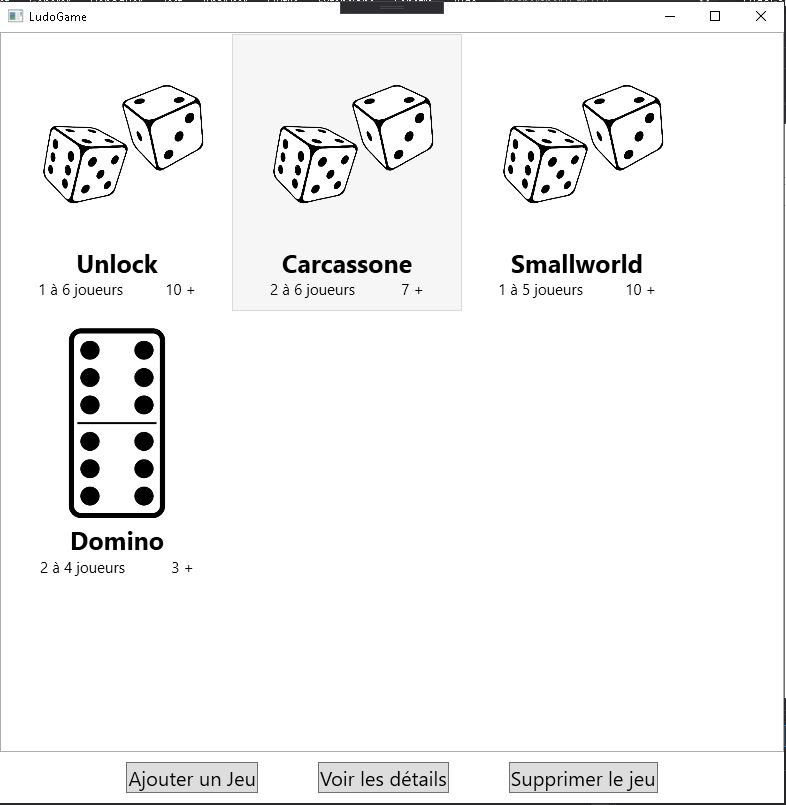 LudoGame
Unlock
1 à 6 joueurs 10 +
Carcassone
2 à 6 joueurs 7 +
Smallworld
1 à 5 joueurs 10 +
Domino
2 à 4 joueurs 3 +
Ajouter un Jeu
Voir les détails
Supprimer le jeu